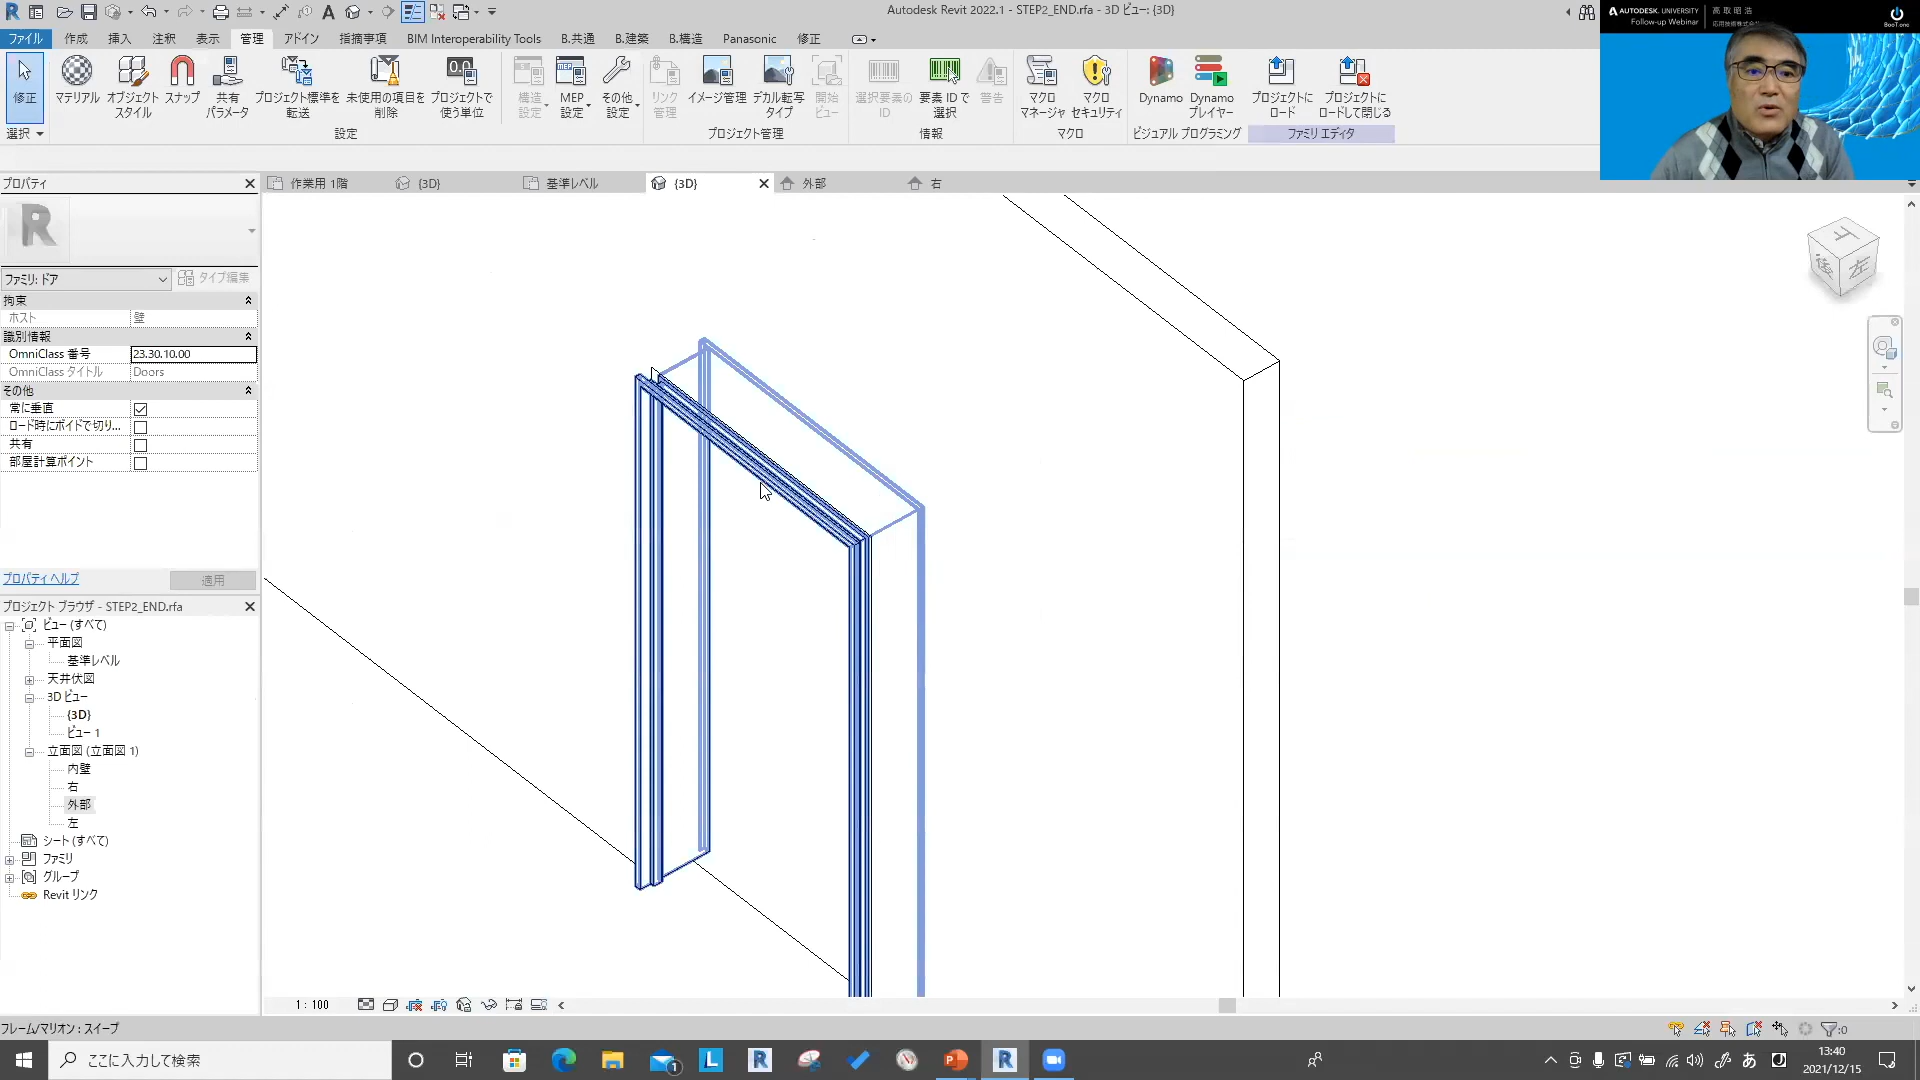 Autodesk Revit 2022.1 - STEP2_END.rfa - 3D ビュー: {3D}
AUTODESK. UNIVERSITY
Follow-up Webinar
高 取 昭 浩
BooT.one
ファイル 作成 挿入 注釈 表示 管理 アドイン 指摘事項 BIM Interoperability Tools B.共通 B.建築 B.構造 Panasonic 修正
修正
マテリアル
オブジェクト
スタイル
スナップ
共有
パラメータ
プロジェクト標準を
転送
未使用の項目を
削除
プロジェクトで
使う単位
構造
設定
MEP
設定
その他
設定
リンク
管理
イメージ管理
デカル転写
タイプ
開始
ビュー
選択要素の
ID
要素 ID で
選択
警告
マクロ
マネージャ
マクロ
セキュリティ
Dynamo
Dynamo
プレイヤー
プロジェクトに
ロード
プロジェクトに
ロードして閉じる
選択 設定 プロジェクト管理 情報 マクロ ビジュアル プログラミング ファミリ エディタ
プロパティ
作業用 1階 {3D} 基準レベル {3D} 外部 右
ファミリ: ドア タイプ編集
拘束
ホスト 壁
識別情報
OmniClass 番号 23.30.10.00
OmniClass タイトル Doors
その他
常に垂直
ロード時にボイドで切り...
共有
部屋計算ポイント
プロパティ ヘルプ 適用
プロジェクト ブラウザ - STEP2_END.rfa
ビュー (すべて)
平面図
基準レベル
天井伏図
3D ビュー
{3D}
ビュー 1
立面図 (立面図 1)
内壁
右
外部
左
シート (すべて)
ファミリ
グループ
Revit リンク
上
後
左
1 : 100
フレーム/マリオン : スイープ
:0
ここに入力して検索
あ
13:40
2021/12/15